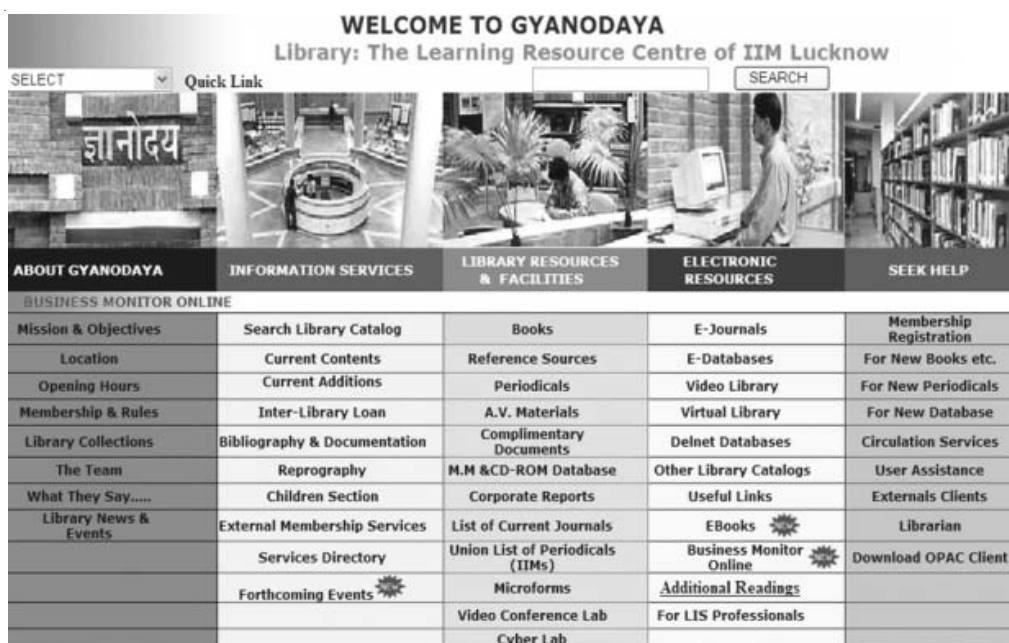 WELCOME TO GYANODAYA
Library: The Learning Resource Centre of IIM Lucknow
SELECT Quick Link SEARCH
ज्ञानोदय
ABOUT GYANODAYA INFORMATION SERVICES LIBRARY RESOURCES & FACILITIES ELECTRONIC RESOURCES SEEK HELP
BUSINESS MONITOR ONLINE
Mission & Objectives Search Library Catalog Books E-Journals Membership Registration
Location Current Contents Reference Sources E-Databases For New Books etc.
Opening Hours Current Additions Periodicals Video Library For New Periodicals
Membership & Rules Inter-Library Loan A.V. Materials Virtual Library For New Database
Library Collections Bibliography & Documentation Complimentary Documents Delnet Databases Circulation Services
The Team Reprography M.M &CD-ROM Database Other Library Catalogs User Assistance
What They Say..... Children Section Corporate Reports Useful Links Externals Clients
Library News & Events External Membership Services List of Current Journals EBooks Librarian
Services Directory Union List of Periodicals (IIMs) Business Monitor Online Download OPAC Client
Forthcoming Events Microforms Additional Readings
Video Conference Lab For LIS Professionals
Cyber Lab